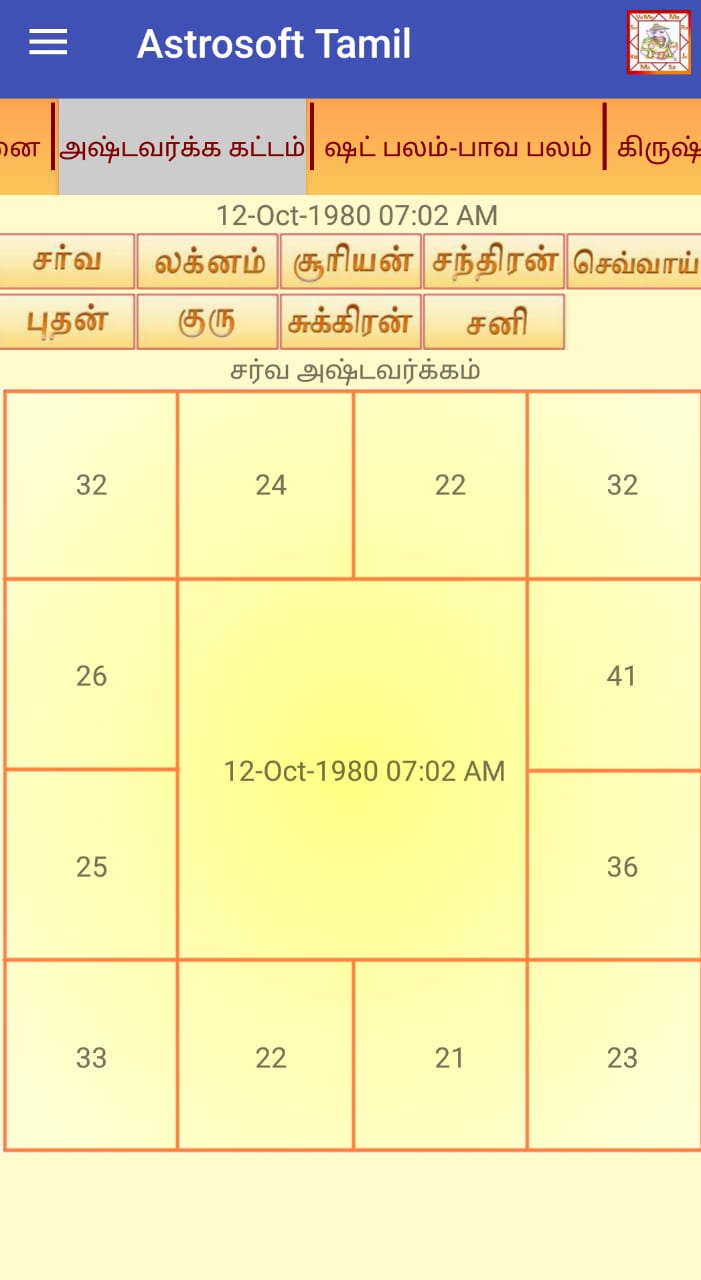 Astrosoft Tamil
னை அஷ்டவர்க்க கட்டம் ஷட் பலம்-பாவ பலம் கிருஷ்
12-Oct-1980 07:02 AM
சர்வ லக்னம் சூரியன் சந்திரன் செவ்வாய்
புதன் குரு சுக்கிரன் சனி
சர்வ அஷ்டவர்க்கம்
32 24 22 32
26 41
12-Oct-1980 07:02 AM
25 36
33 22 21 23